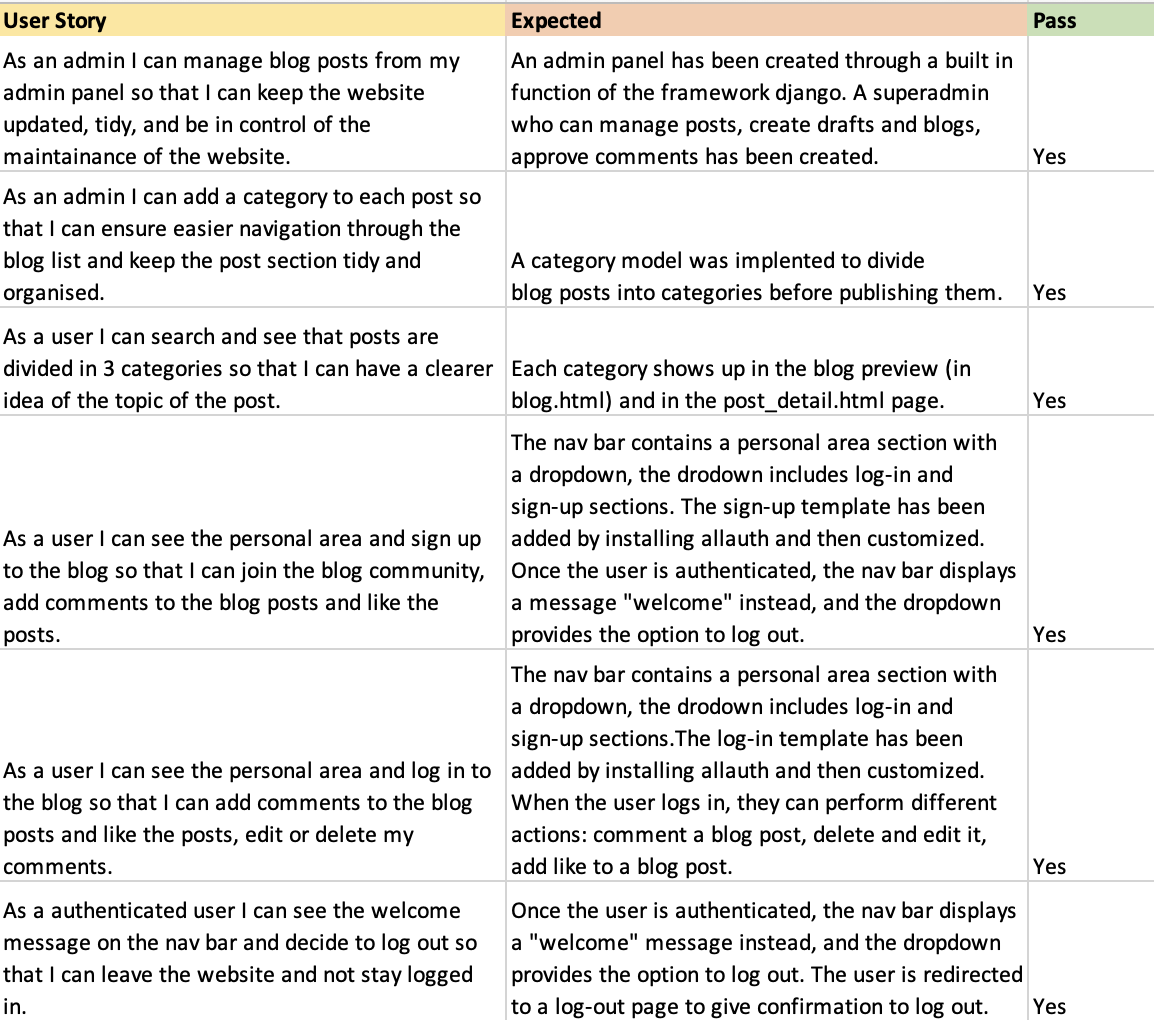 User Story
Expected
Pass
As an admin I can manage blog posts from my
admin panel so that I can keep the website
updated, tidy, and be in control of the
maintainance of the website.
An admin panel has been created through a built in
function of the framework django. A superadmin
who can manage posts, create drafts and blogs,
approve comments has been created.
Yes
As an admin I can add a category to each post so
that I can ensure easier navigation through the
blog list and keep the post section tidy and
organised.
A category model was implented to divide
blog posts into categories before publishing them.
Yes
As a user I can search and see that posts are
divided in 3 categories so that I can have a clearer
idea of the topic of the post.
Each category shows up in the blog preview (in
blog.html) and in the post_detail.html page.
Yes
As a user I can see the personal area and sign up
to the blog so that I can join the blog community,
add comments to the blog posts and like the
posts.
The nav bar contains a personal area section with
a dropdown, the drodown includes log-in and
sign-up sections. The sign-up template has been
added by installing allauth and then customized.
Once the user is authenticated, the nav bar displays
a message "welcome" instead, and the dropdown
provides the option to log out.
Yes
As a user I can see the personal area and log in to
the blog so that I can add comments to the blog
posts and like the posts, edit or delete my
comments.
The nav bar contains a personal area section with
a dropdown, the drodown includes log-in and
sign-up sections.The log-in template has been
added by installing allauth and then customized.
When the user logs in, they can perform different
actions: comment a blog post, delete and edit it,
add like to a blog post.
Yes
As a authenticated user I can see the welcome
message on the nav bar and decide to log out so
that I can leave the website and not stay logged
in.
Once the user is authenticated, the nav bar displays
a "welcome" message instead, and the dropdown
provides the option to log out. The user is redirected
to a log-out page to give confirmation to log out.
Yes